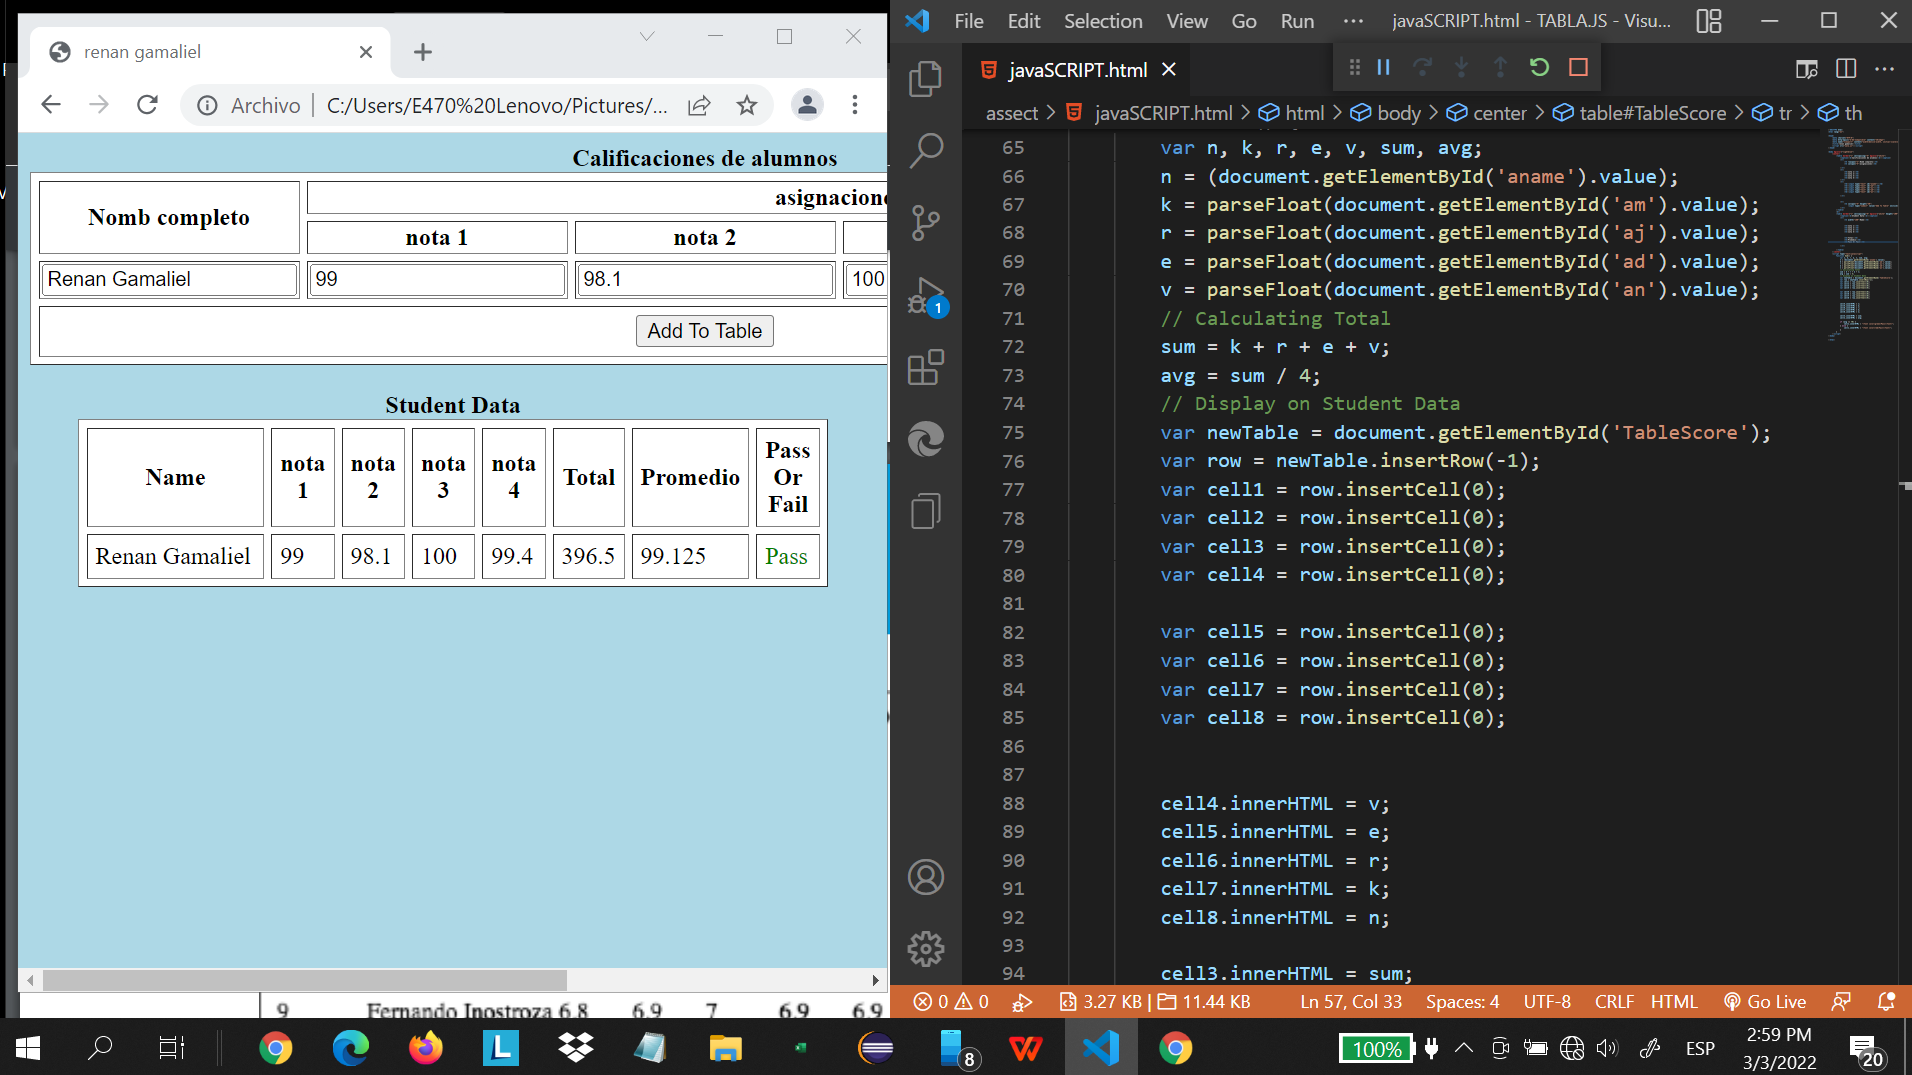 renan gamaliel
Archivo
C:/Users/E470%20Lenovo/Pictures/...
Calificaciones de alumnos
Nomb completo
asignacione
nota 1
nota 2
Renan Gamaliel
99
98.1
100
Add To Table
Student Data
Name
nota 1
nota 2
nota 3
nota 4
Total
Promedio
Pass Or Fail
Renan Gamaliel
99
98.1
100
99.4
396.5
99.125
Pass
9 Fernando Inostroza 6.8 6.9 7 6.9 6.9
File Edit Selection View Go Run ··· javaSCRIPT.html - TABLA.JS - Visu...
javaSCRIPT.html
assect > javaSCRIPT.html > html > body > center > table#TableScore > tr > th
1
65 var n, k, r, e, v, sum, avg;
66 n = (document.getElementById('aname').value);
67 k = parseFloat(document.getElementById('am').value);
68 r = parseFloat(document.getElementById('aj').value);
69 e = parseFloat(document.getElementById('ad').value);
70 v = parseFloat(document.getElementById('an').value);
71 // Calculating Total
72 sum = k + r + e + v;
73 avg = sum / 4;
74 // Display on Student Data
75 var newTable = document.getElementById('TableScore');
76 var row = newTable.insertRow(-1);
77 var cell1 = row.insertCell(0);
78 var cell2 = row.insertCell(0);
79 var cell3 = row.insertCell(0);
80 var cell4 = row.insertCell(0);
81
82 var cell5 = row.insertCell(0);
83 var cell6 = row.insertCell(0);
84 var cell7 = row.insertCell(0);
85 var cell8 = row.insertCell(0);
86
87
88 cell4.innerHTML = v;
89 cell5.innerHTML = e;
90 cell6.innerHTML = r;
91 cell7.innerHTML = k;
92 cell8.innerHTML = n;
93
94 cell3.innerHTML = sum;
0 0 3.27 KB | 11.44 KB Ln 57, Col 33 Spaces: 4 UTF-8 CRLF HTML Go Live
L
8
100%
ESP
2:59 PM
3/3/2022
20